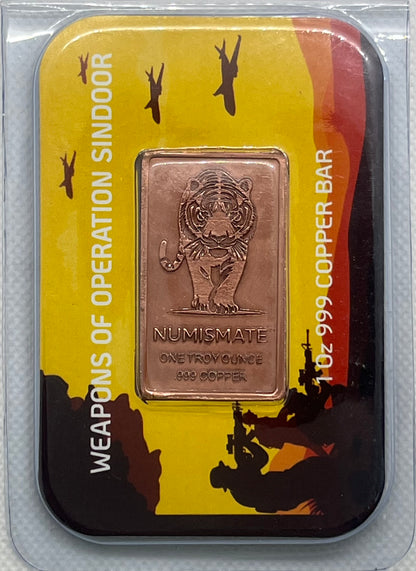 WEAPONS OF OPERATION SINDOOR
NUMISMATE
ONE TROY OUNCE
.999 COPPER
1 Oz 999 COPPER BAR